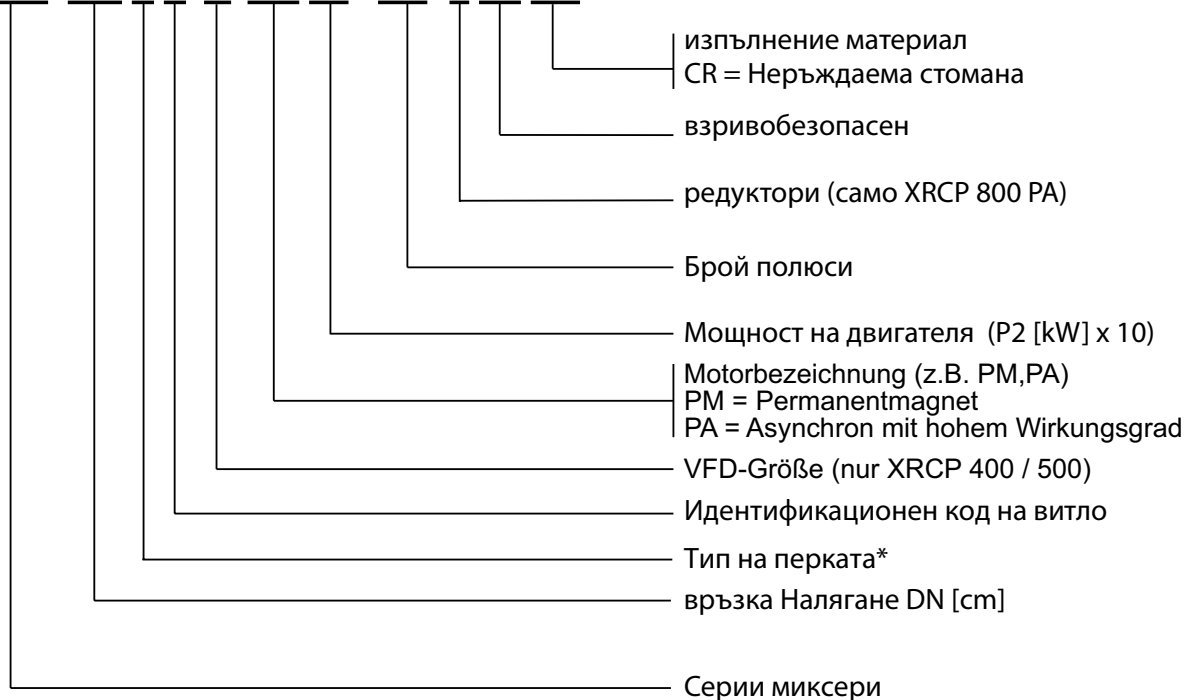 изпълнение материал
CR = Неръждаема стомана
взривобезопасен
редуктори (само XRCP 800 PA)
Брой полюси
Мощност на двигателя (P2 [kW] x 10)
Motorbezeichnung (z.B. PM,PA)
PM = Permanentmagnet
PA = Asynchron mit hohem Wirkungsgrad
VFD-Größe (nur XRCP 400 / 500)
Идентификационен код на витло
Тип на перката*
връзка Налягане DN [cm]
Серии миксери